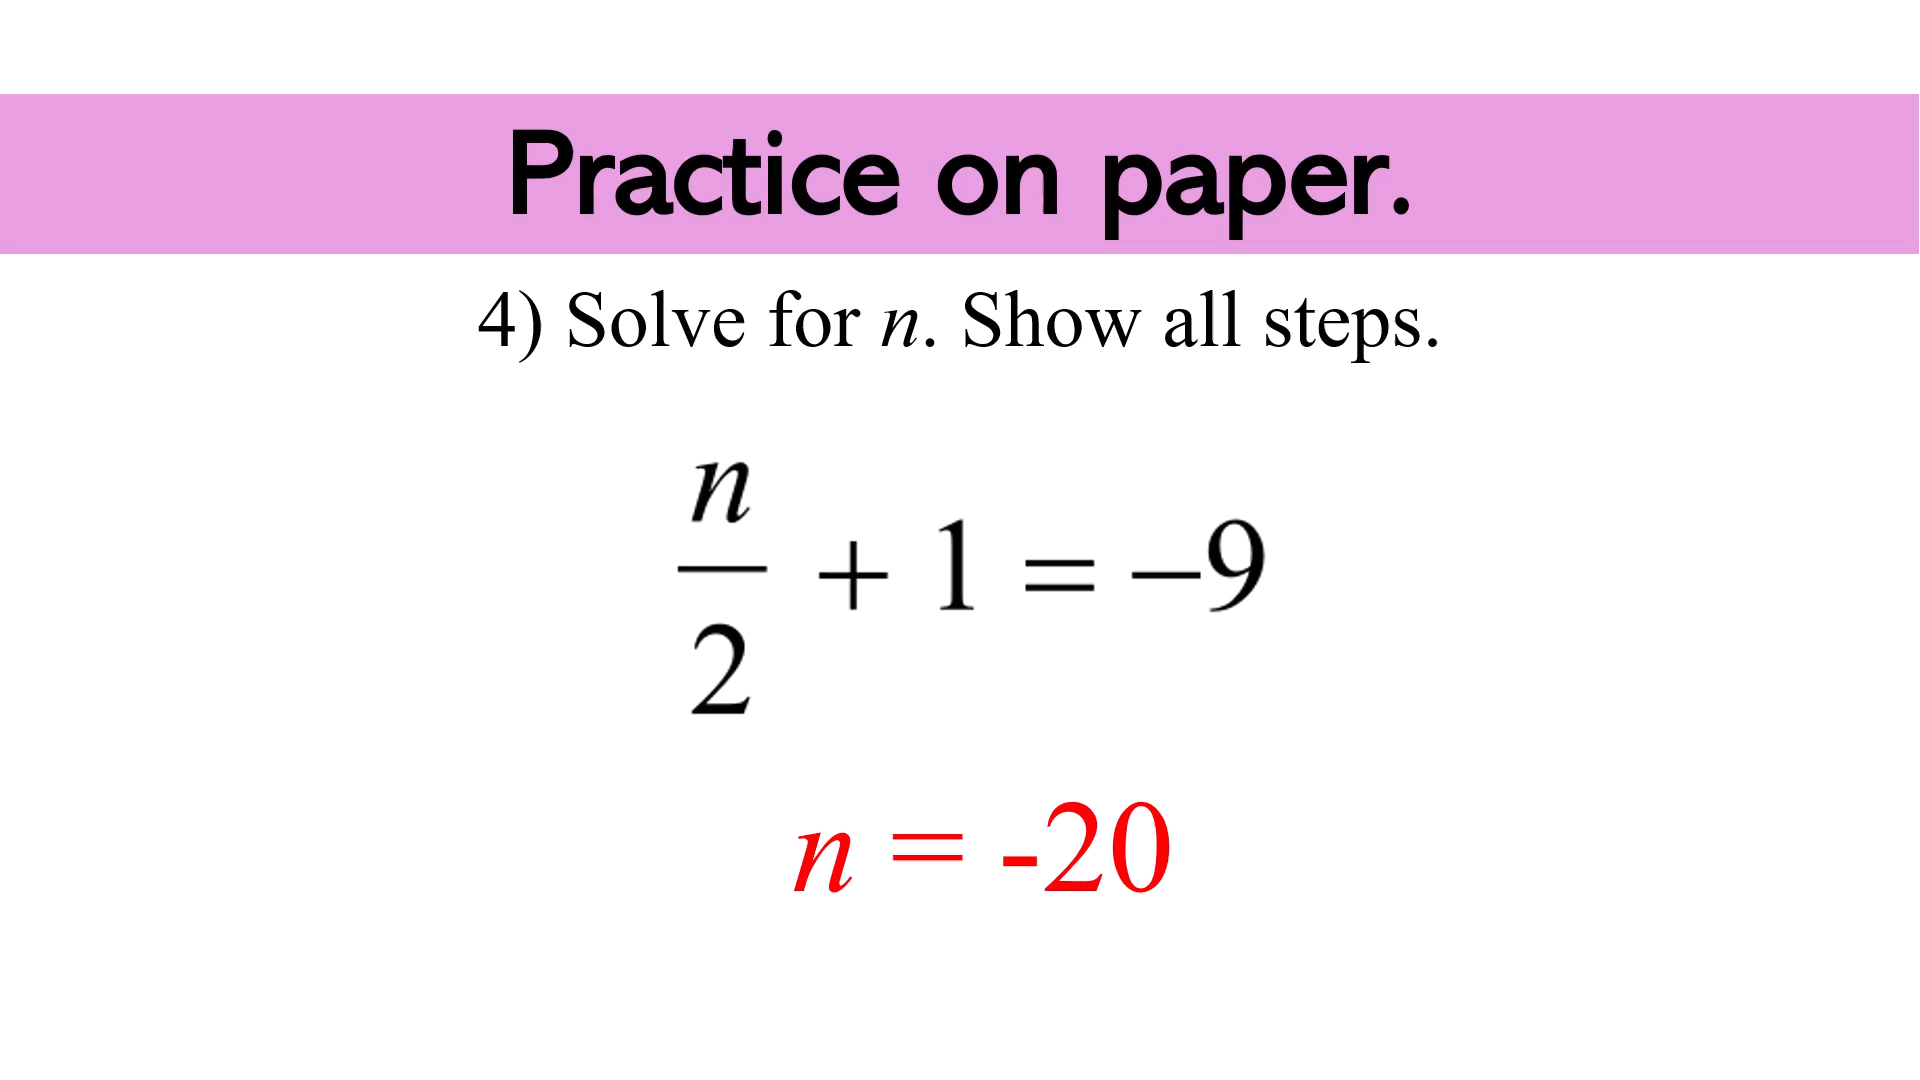 Practice on paper.
4) Solve for n. Show all steps.
n/2 + 1 = −9
n = -20